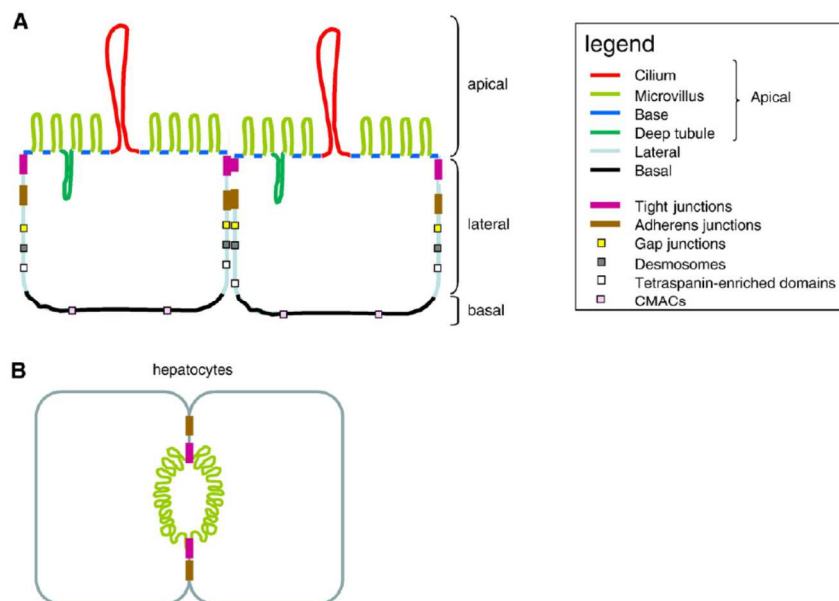 A
apical
lateral
basal
legend
Cilium
Microvillus
Base
Deep tubule
Apical
Lateral
Basal
Tight junctions
Adherens junctions
Gap junctions
Desmosomes
Tetraspanin-enriched domains
CMACs
B
hepatocytes